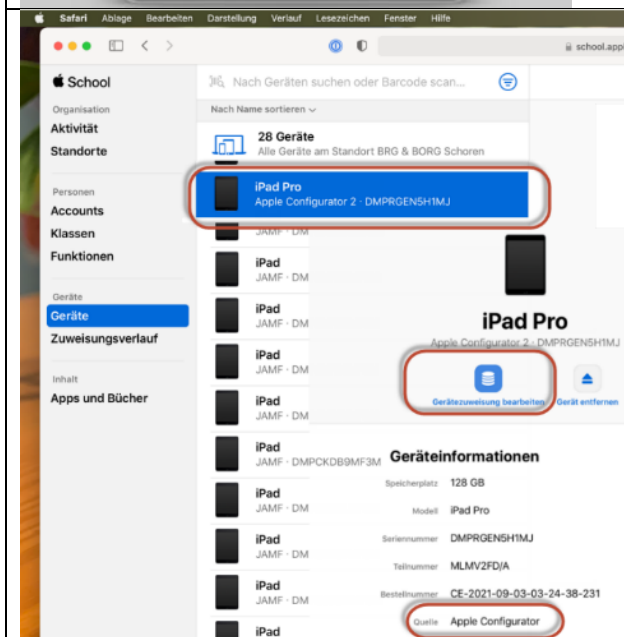 Safari Ablage Bearbeiten Darstellung Verlauf Lesezeichen Fenster Hilfe
school.appl
School
Organisation
Aktivität
Standorte
Personen
Accounts
Klassen
Funktionen
Geräte
Geräte
Zuweisungsverlauf
Inhalt
Apps und Bücher
Nach Geräten suchen oder Barcode scan...
Nach Name sortieren
28 Geräte
Alle Geräte am Standort BRG & BORG Schoren
iPad Pro
Apple Configurator 2 · DMPRGEN5H1MJ
JAMF · DM
iPad
JAMF · DM
iPad
JAMF · DM
iPad
JAMF · DM
iPad
JAMF · DM
iPad
JAMF · DMPCKDB9MF3M
iPad
JAMF · DM
iPad
JAMF · DM
iPad
JAMF · DM
iPad
iPad Pro
Apple Configurator 2 · DMPRGEN5H1MJ
Gerätezuweisung bearbeiten
Gerät entfernen
Geräteinformationen
Speicherplatz 128 GB
Modell iPad Pro
Seriennummer DMPRGEN5H1MJ
Teilnummer MLMV2FD/A
Bestellnummer CE-2021-09-03-03-24-38-231
Quelle Apple Configurator